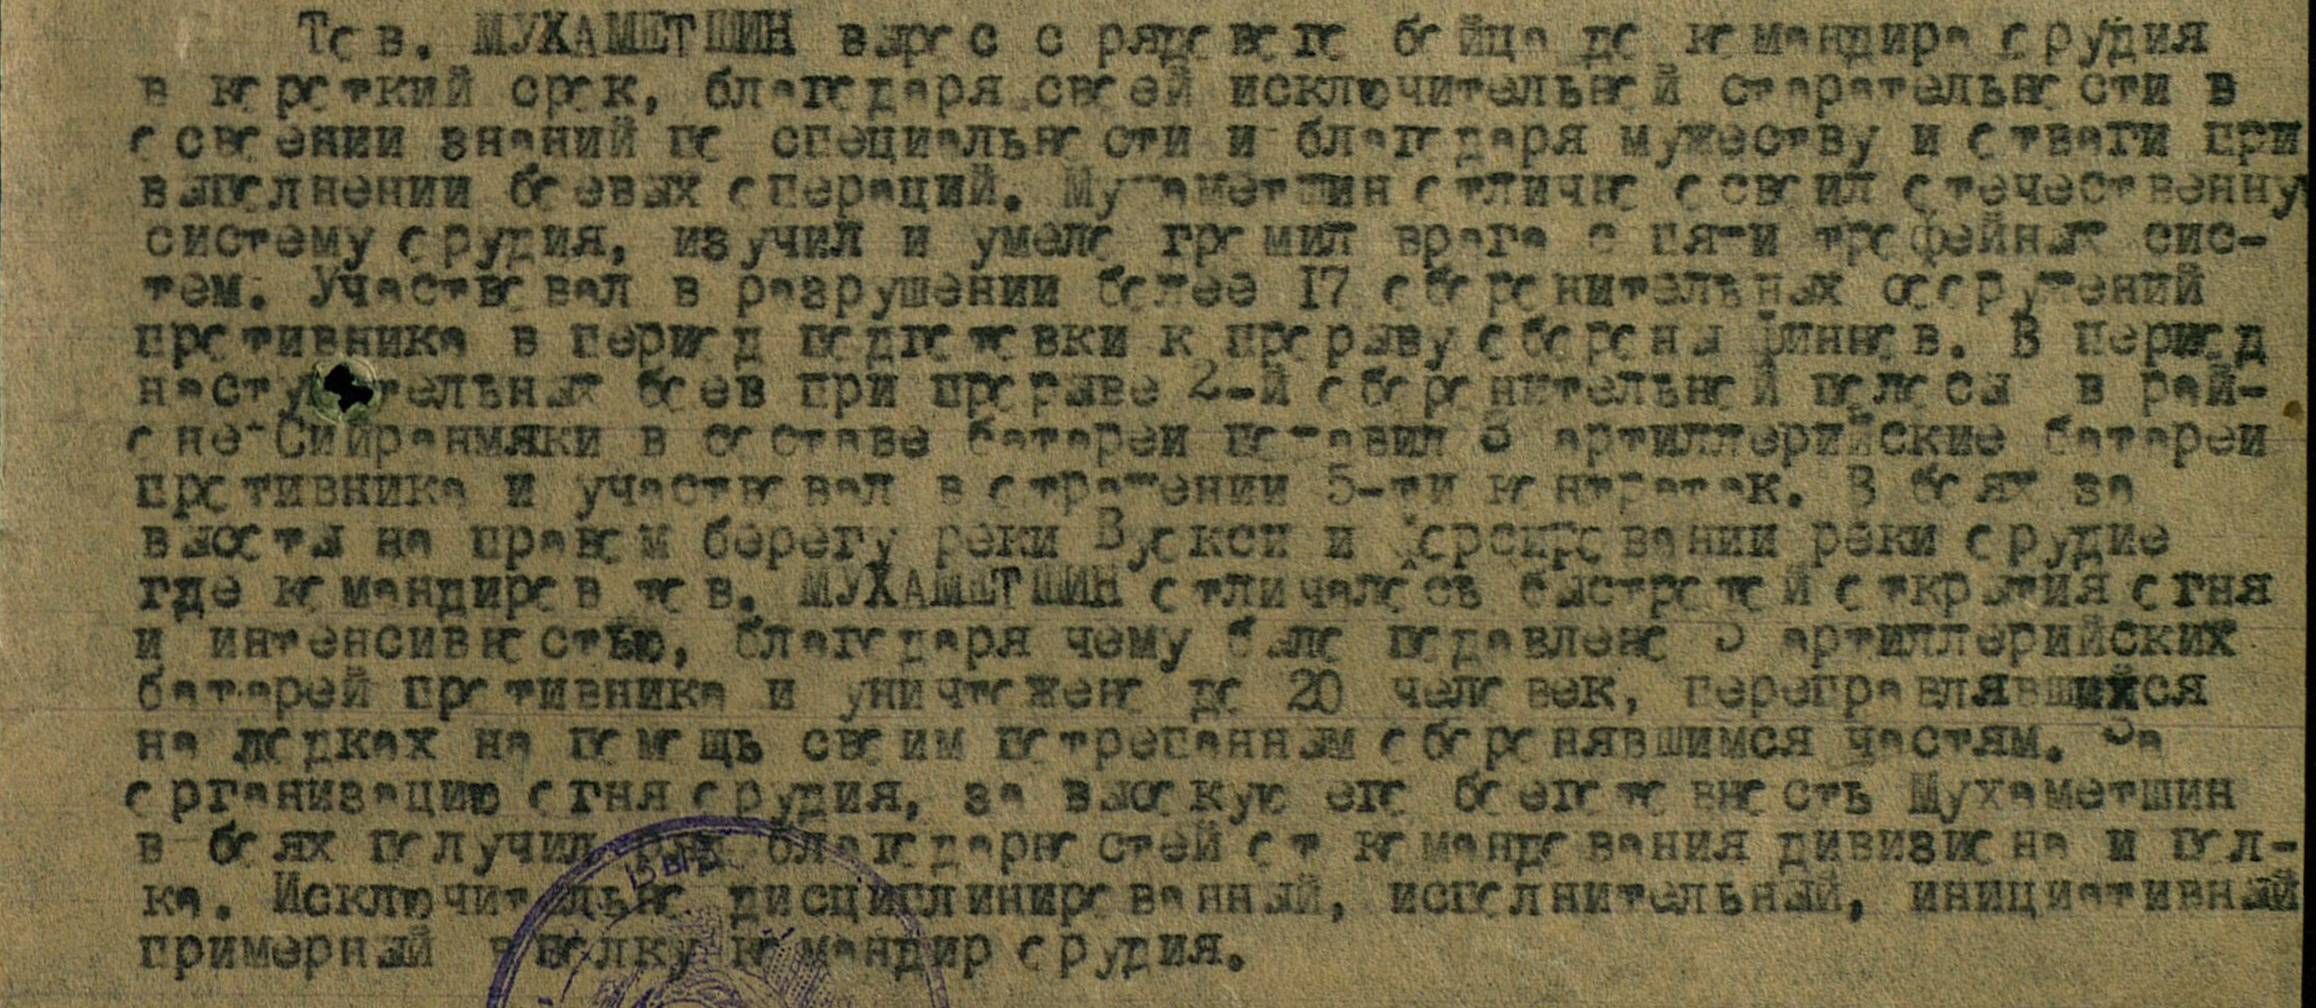 Тов. МУХАМЕТШИН вырос с рядового бойца до командира орудия
в короткий срок, благодаря своей исключительной старательности в
освоении знаний по специальности и благодаря мужеству и отваги при
выполнении боевых операций. Мухаметшин отлично освоил отечественну
систему орудия, изучил и умело громил врага с пяти трофейных сис-
тем. Участвовал в разрушении более 17 оборонительных сооружений
противника в период подготовки к прорыву обороны финнов. В период
наступательных боев при прорыве 2-й оборонительной полосы в рай-
оне Сийранмяки в составе батареи подавил 3 артиллерийские батареи
противника и участвовал в отражении 5-ти контратак. В боях за
высоты на правом берегу реки Вуокси и форсировании реки орудие
где командиров тов. МУХАМЕТШИН отличалось быстротой открытия огня
и интенсивностью, благодаря чему было подавлено 3 артиллерийских
батарей противника и уничтожено до 20 человек, переправлявшихся
на лодках на помощь своим потрепанным оборонявшимся частям. За
организацию огня орудия, за высокую его боеготовность Мухаметшин
в боях получил благодарностей от командования дивизиона и пол-
ка. Исключительно дисциплинированный, исполнительный, инициативный
примерный в полку командир орудия.